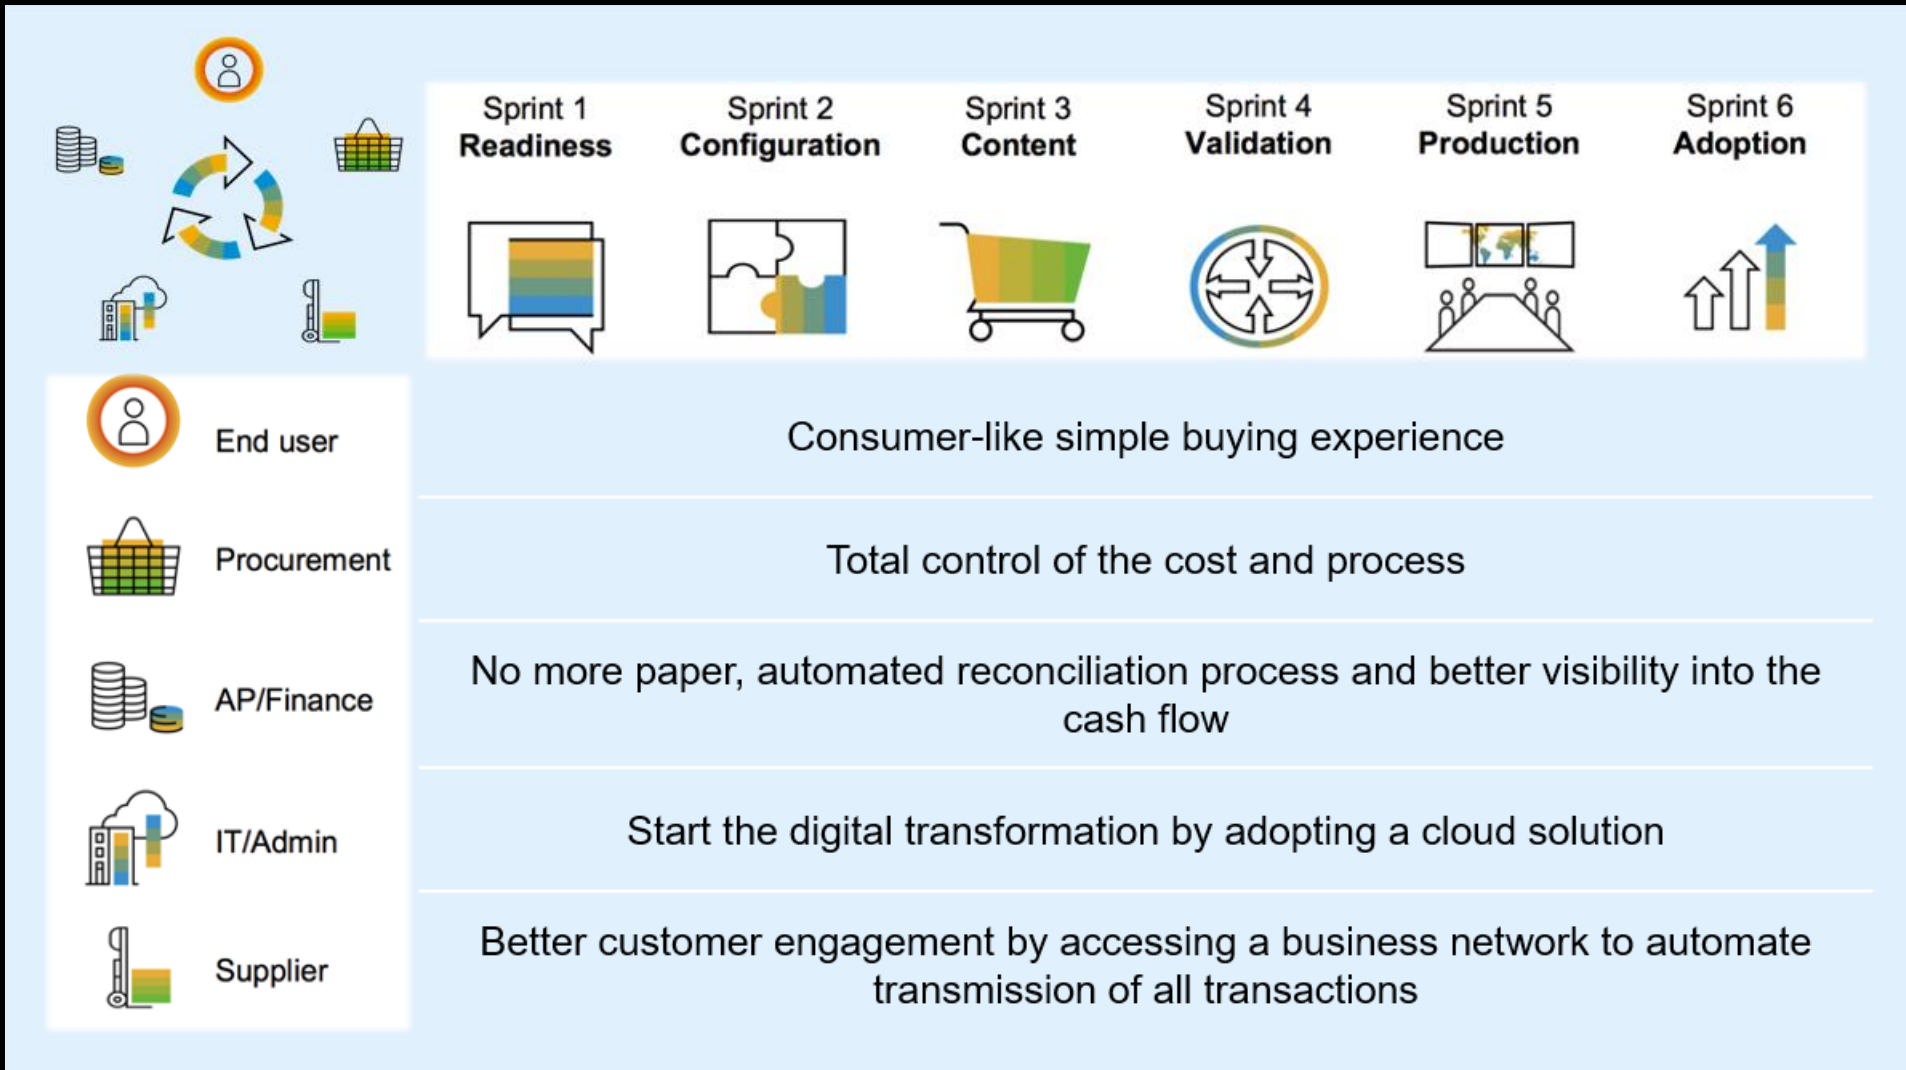 Sprint 1
Readiness
Sprint 2
Configuration
Sprint 3
Content
Sprint 4
Validation
Sprint 5
Production
Sprint 6
Adoption
End user
Consumer-like simple buying experience
Procurement
Total control of the cost and process
AP/Finance
No more paper, automated reconciliation process and better visibility into the
cash flow
IT/Admin
Start the digital transformation by adopting a cloud solution
Supplier
Better customer engagement by accessing a business network to automate
transmission of all transactions